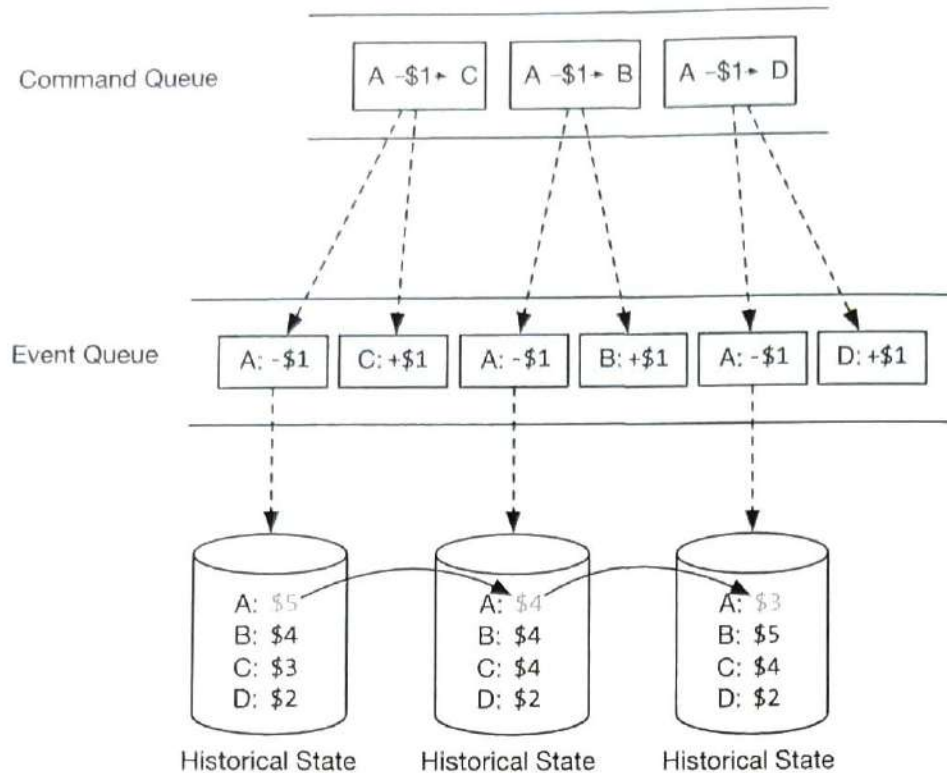 Command Queue
A -$1➤ C
A -$1➤ B
A -$1➤ D
Event Queue
A: -$1
C: +$1
A: -$1
B: +$1
A: -$1
D: +$1
A: $5
B: $4
C: $3
D: $2
A: $4
B: $4
C: $4
D: $2
A: $3
B: $5
C: $4
D: $2
Historical State
Historical State
Historical State